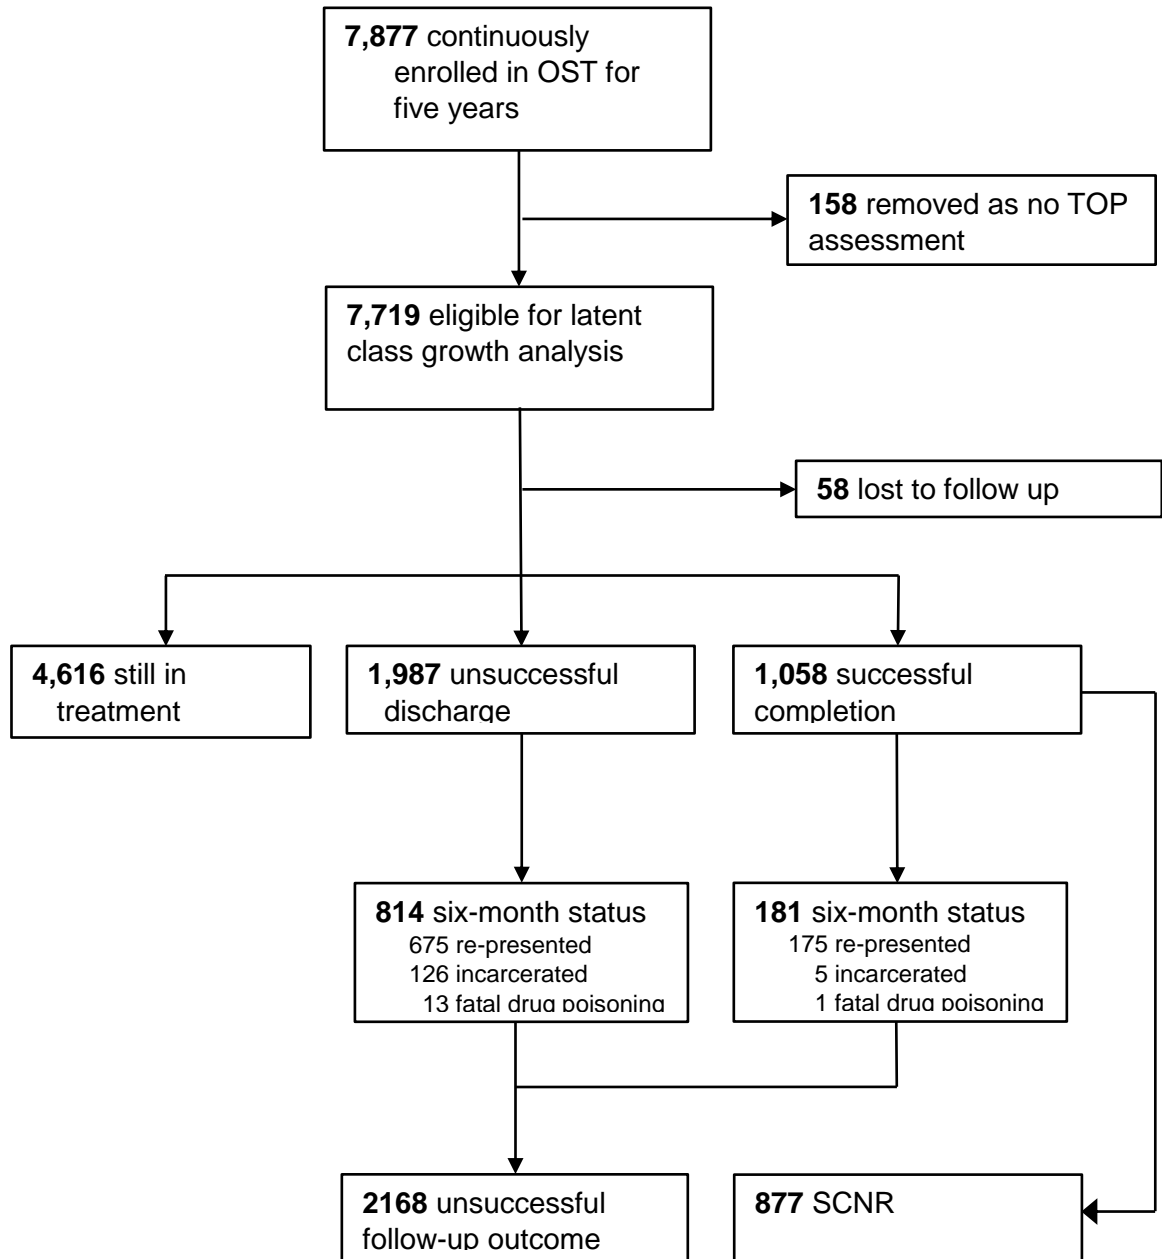 7,877 continuously
enrolled in OST for
five years
158 removed as no TOP
assessment
7,719 eligible for latent
class growth analysis
58 lost to follow up
4,616 still in
treatment
1,987 unsuccessful
discharge
1,058 successful
completion
814 six-month status
675 re-presented
126 incarcerated
13 fatal drug poisoning
181 six-month status
175 re-presented
5 incarcerated
1 fatal drug poisoning
2168 unsuccessful
follow-up outcome
877 SCNR